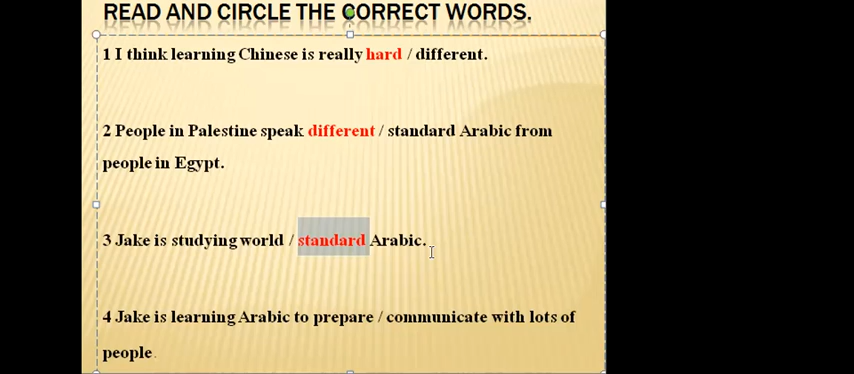 READ AND CIRCLE THE CORRECT WORDS.
1 I think learning Chinese is really hard / different.
2 People in Palestine speak different / standard Arabic from
people in Egypt.
3 Jake is studying world / standard Arabic.
4 Jake is learning Arabic to prepare / communicate with lots of
people.